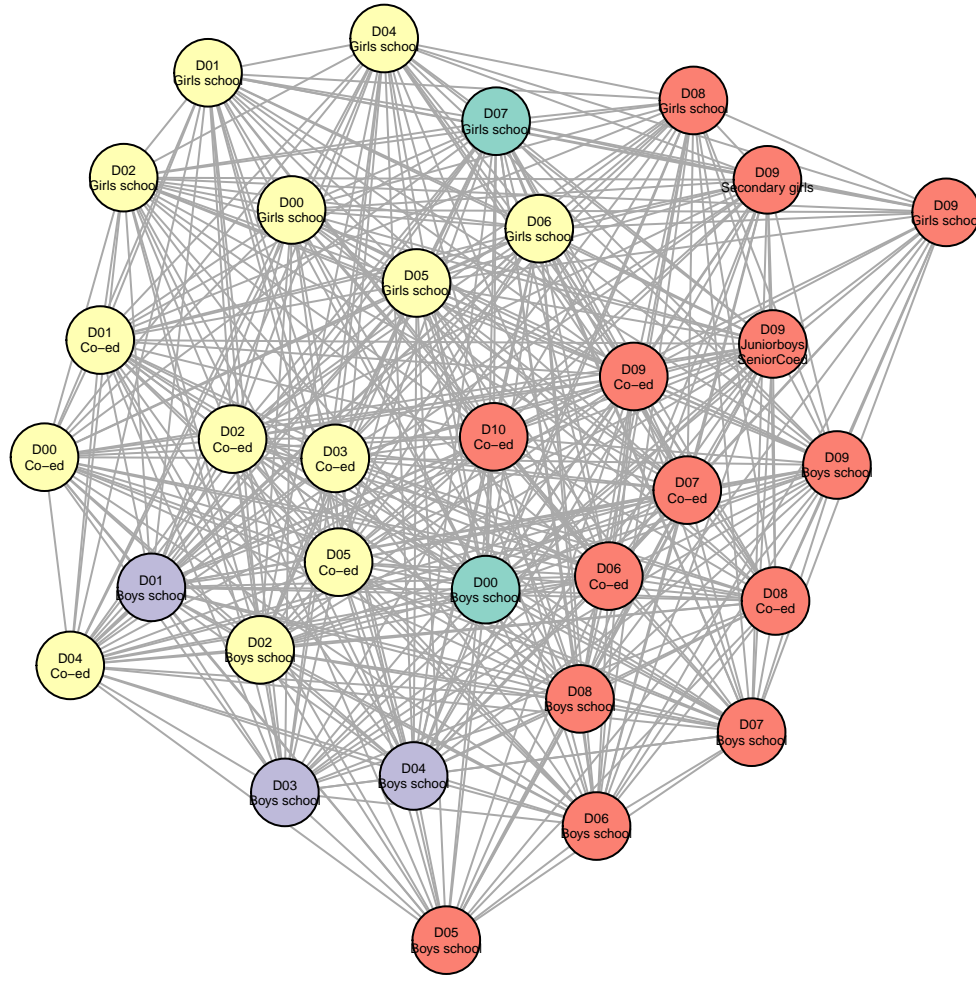 D04
Girls school
D01
Girls school
D08
Girls school
D07
Girls school
D02
Girls school
D09
Secondary girls
D00
Girls school
D09
Girls school
D06
Girls school
D05
Girls school
D01
Co−ed
D09
Juniorboys
SeniorCoed
D09
Co−ed
D10
Co−ed
D02
Co−ed
D03
Co−ed
D00
Co−ed
D09
Boys school
D07
Co−ed
D05
Co−ed
D06
Co−ed
D01
Boys school
D00
Boys school
D08
Co−ed
D02
Boys school
D04
Co−ed
D08
Boys school
D07
Boys school
D04
Boys school
D03
Boys school
D06
Boys school
D05
Boys school